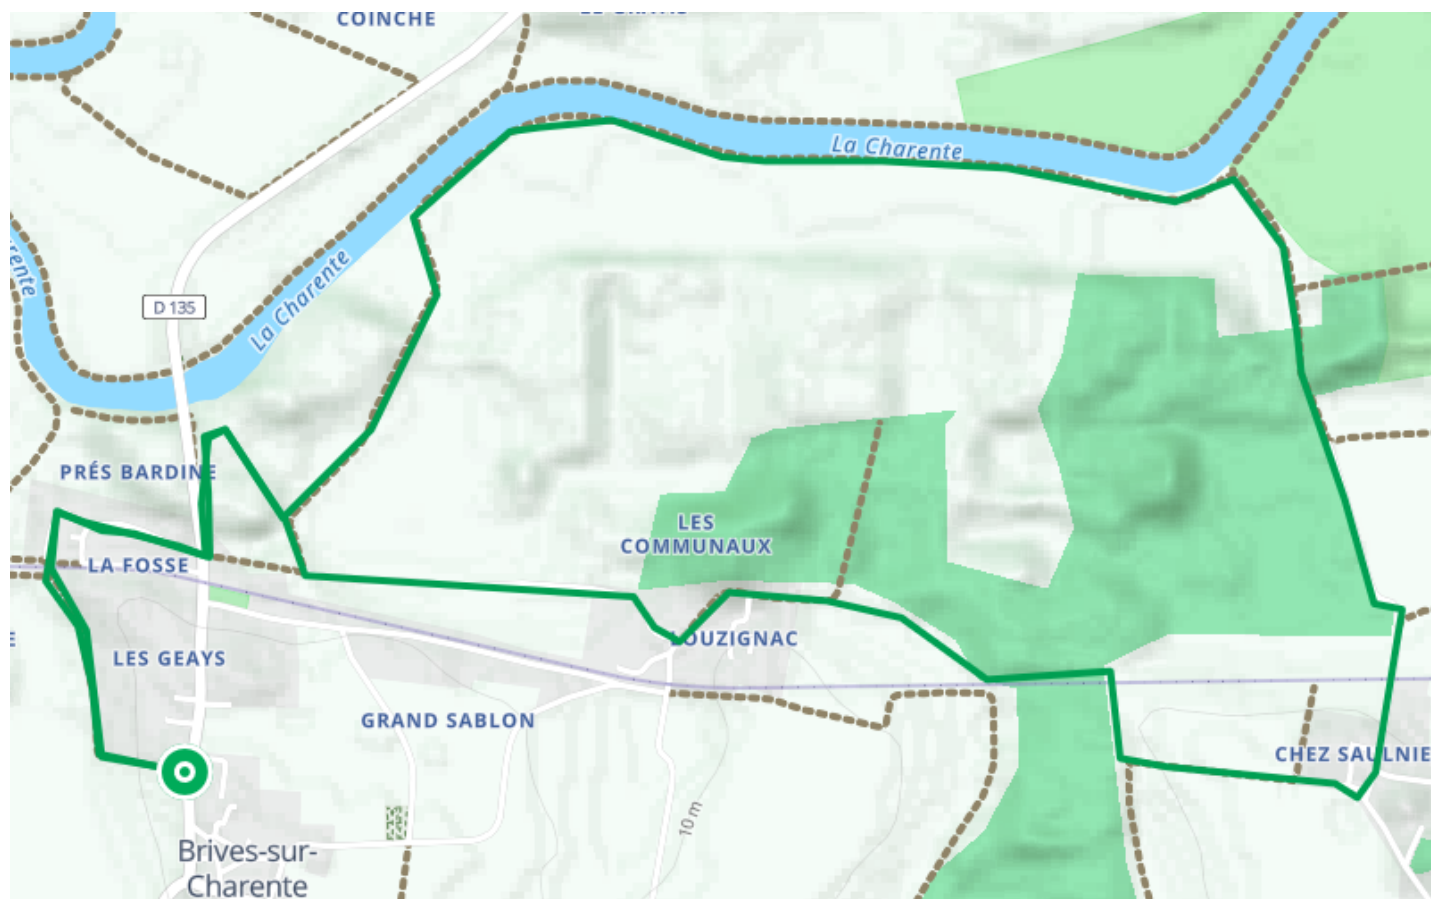 COINCHE
La Charente
La Charente
D 135
PRÉS BARDINE
LES
COMMUNAUX
LA FOSSE
LES GEAYS
LOUZIGNAC
GRAND SABLON
CHEZ SAULNIE
10 m
Brives-sur-
Charente